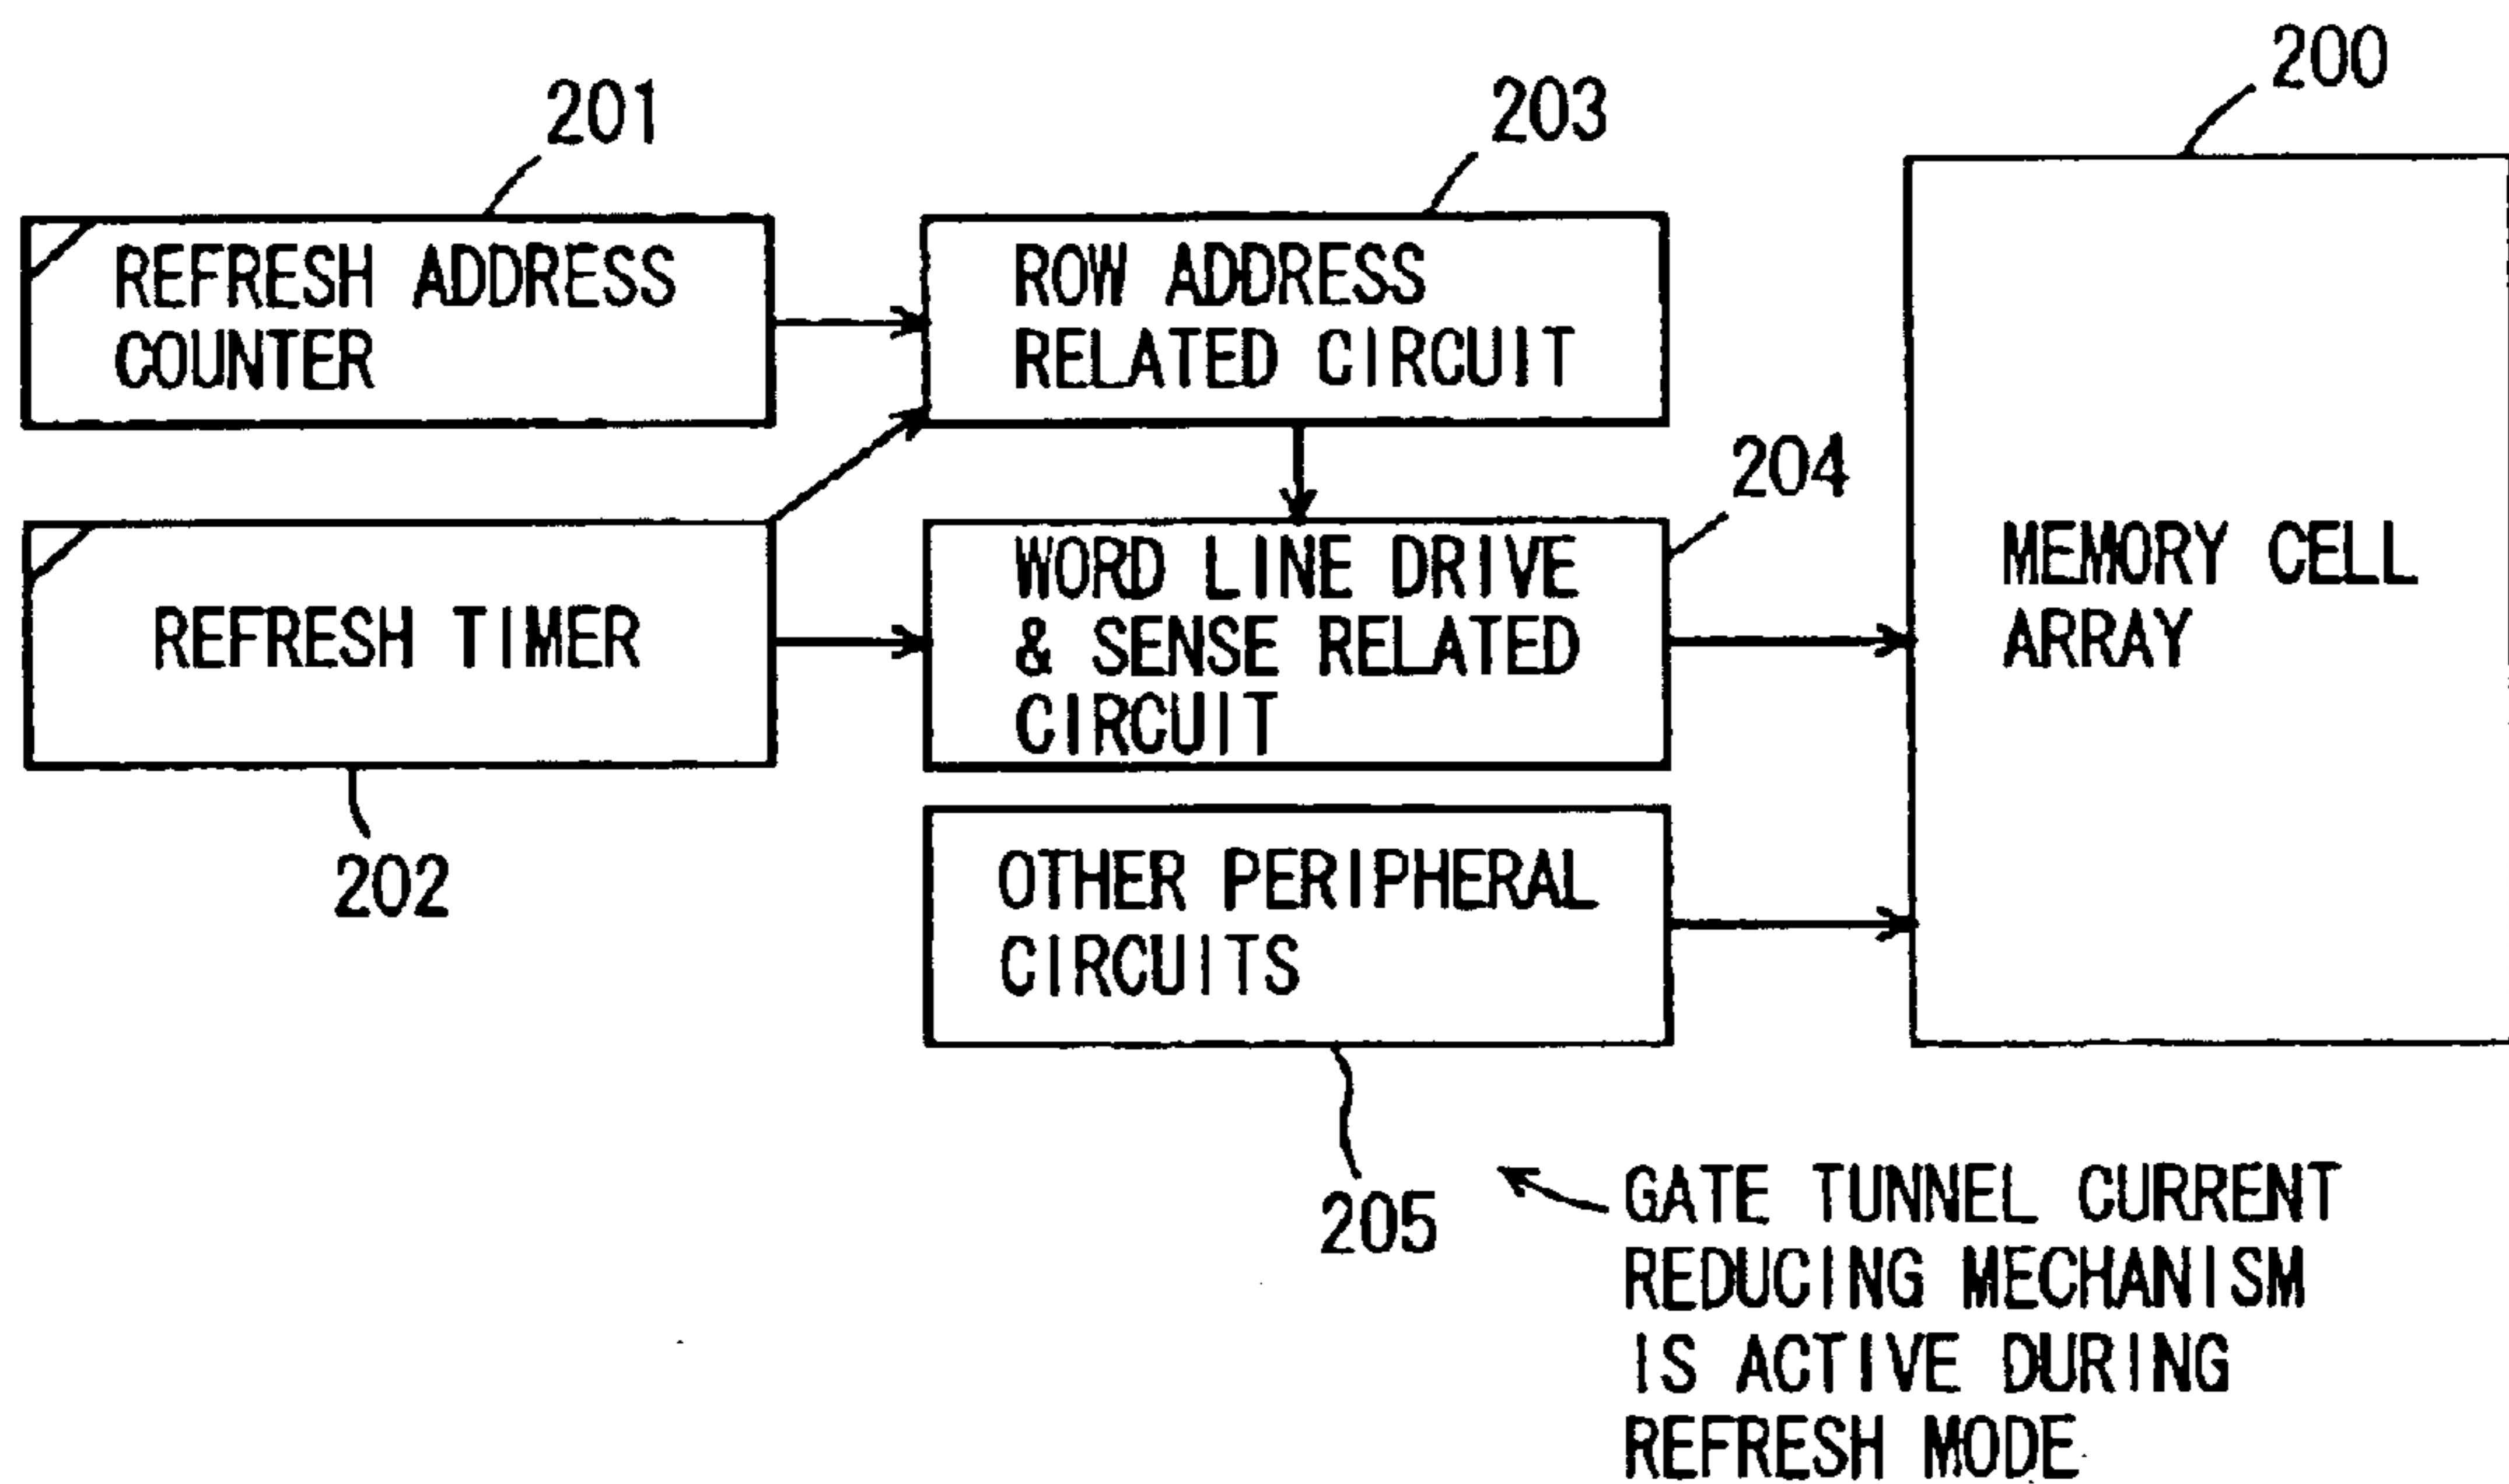 200
201
203
REFRESH ADDRESS
COUNTER
ROW ADDRESS
RELATED CIRCUIT
204
REFRESH TIMER
WORD LINE DRIVE
& SENSE RELATED
CIRCUIT
MEMORY CELL
ARRAY
202
OTHER PERIPHERAL
CIRCUITS
205
GATE TUNNEL CURRENT
REDUCING MECHANISM
IS ACTIVE DURING
REFRESH MODE